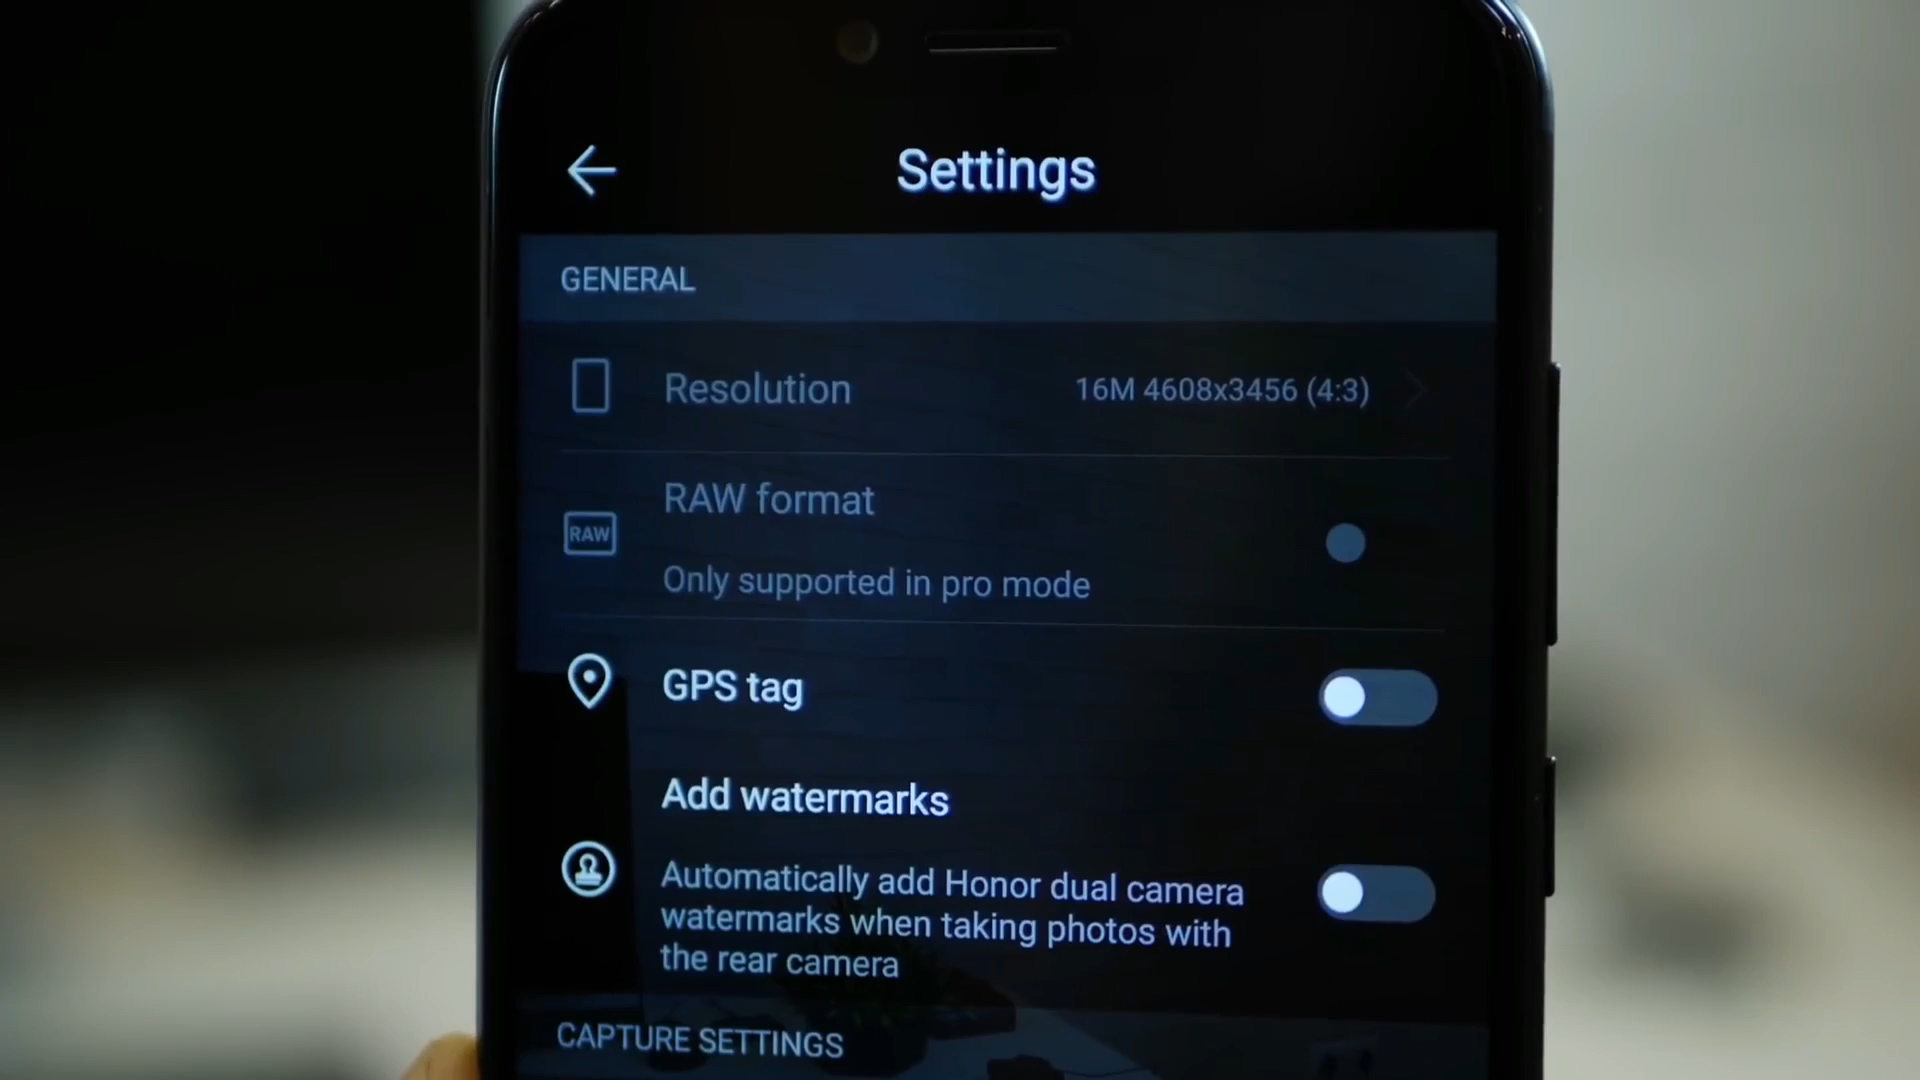 Settings
GENERAL
Resolution 16M 4608x3456 (4:3)
RAW format
RAW
Only supported in pro mode
GPS tag
Add watermarks
Automatically add Honor dual camera
watermarks when taking photos with
the rear camera
CAPTURE SETTINGS